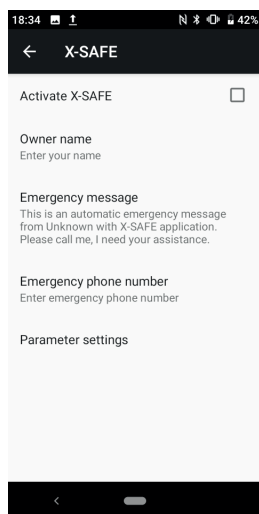 18:34 42%
X-SAFE
Activate X-SAFE
Owner name
Enter your name
Emergency message
This is an automatic emergency message
from Unknown with X-SAFE application.
Please call me, I need your assistance.
Emergency phone number
Enter emergency phone number
Parameter settings